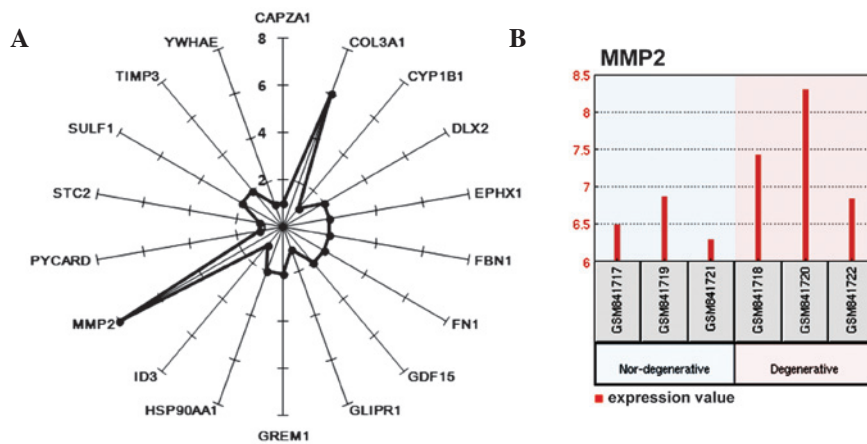 A
CAPZA1
COL3A1
CYP1B1
DLX2
EPHX1
FBN1
FN1
GDF15
GLIPR1
GREM1
HSP90AA1
ID3
MMP2
PYCARD
STC2
SULF1
TIMP3
YWHAE
8
6
4
2
B
MMP2
8.5
8
7.5
7
6.5
6
GSM841717
GSM841719
GSM841721
GSM841718
GSM841720
GSM841722
Nor-degenerative
Degenerative
expression value